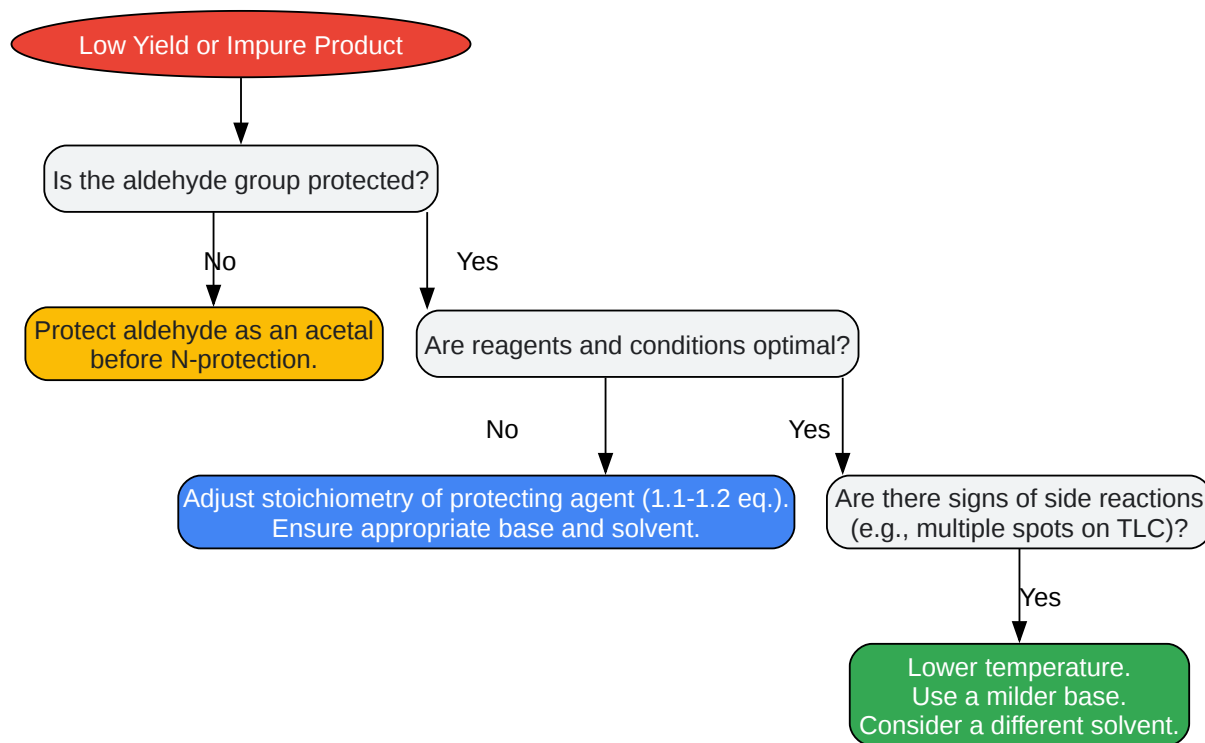 Low Yield or Impure Product
Is the aldehyde group protected?
No
Yes
Protect aldehyde as an acetal
before N-protection.
Are reagents and conditions optimal?
No
Yes
Adjust stoichiometry of protecting agent (1.1-1.2 eq.).
Ensure appropriate base and solvent.
Are there signs of side reactions
(e.g., multiple spots on TLC)?
Yes
Lower temperature.
Use a milder base.
Consider a different solvent.